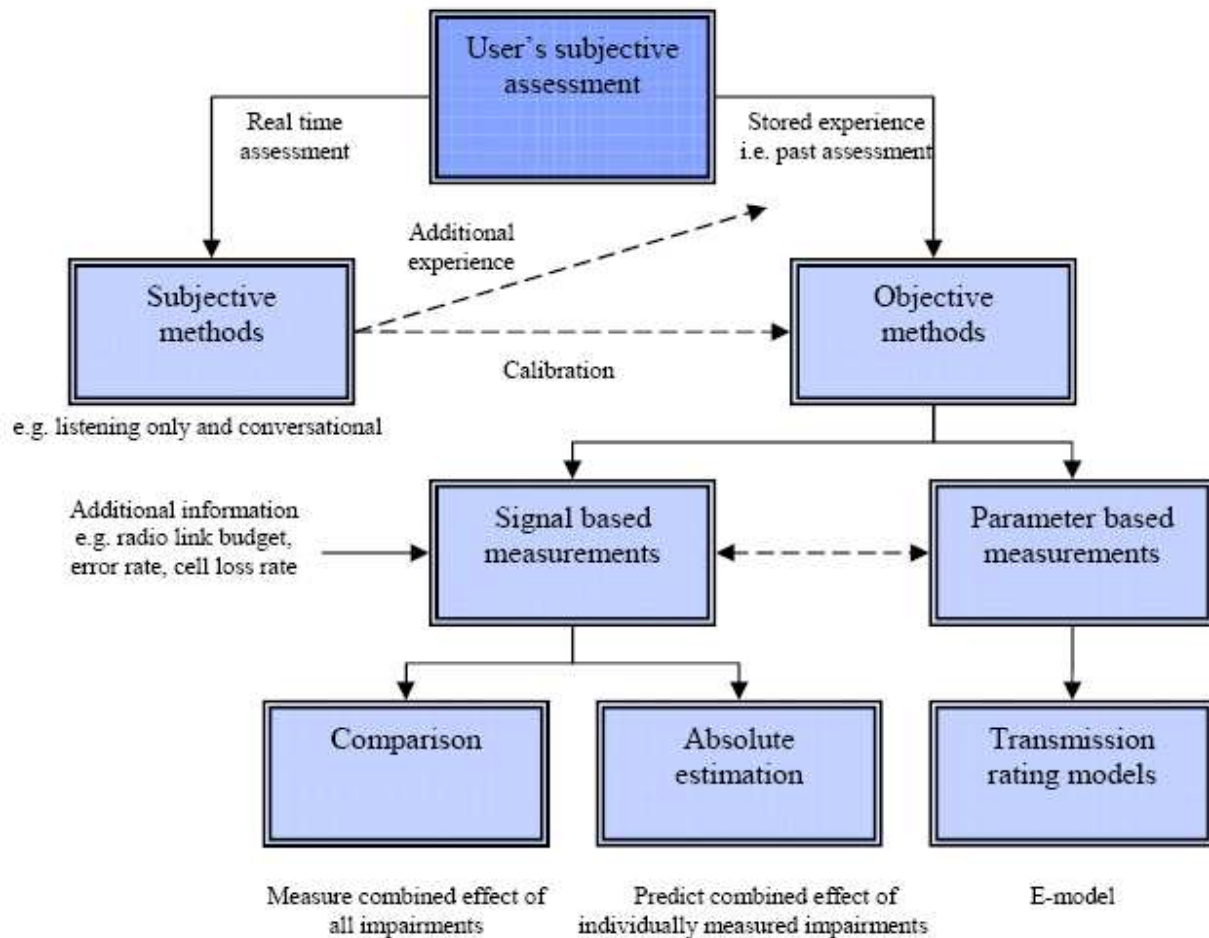 User's subjective
assessment
Real time
assessment
Stored experience
i.e. past assessment
Additional
experience
Subjective
methods
Objective
methods
Calibration
e.g. listening only and conversational
Additional information
e.g. radio link budget,
error rate, cell loss rate
Signal based
measurements
Parameter based
measurements
Comparison
Absolute
estimation
Transmission
rating models
Measure combined effect of
all impairments
Predict combined effect of
individually measured impairments
E-model